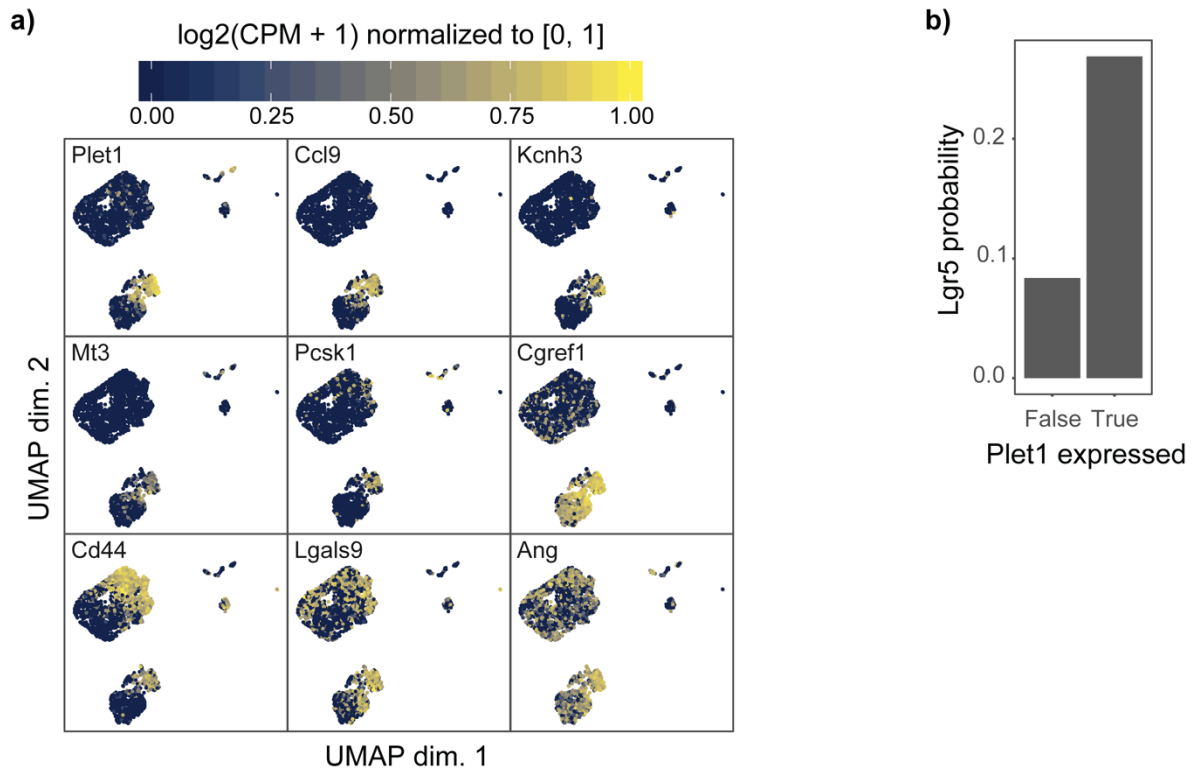 a)
log2(CPM + 1) normalized to [0, 1]
0.00 0.25 0.50 0.75 1.00
Plet1 Ccl9 Kcnh3
Mt3 Pcsk1 Cgref1
Cd44 Lgals9 Ang
UMAP dim. 2
UMAP dim. 1
b)
Lgr5 probability
0.2
0.1
0.0
False True
Plet1 expressed